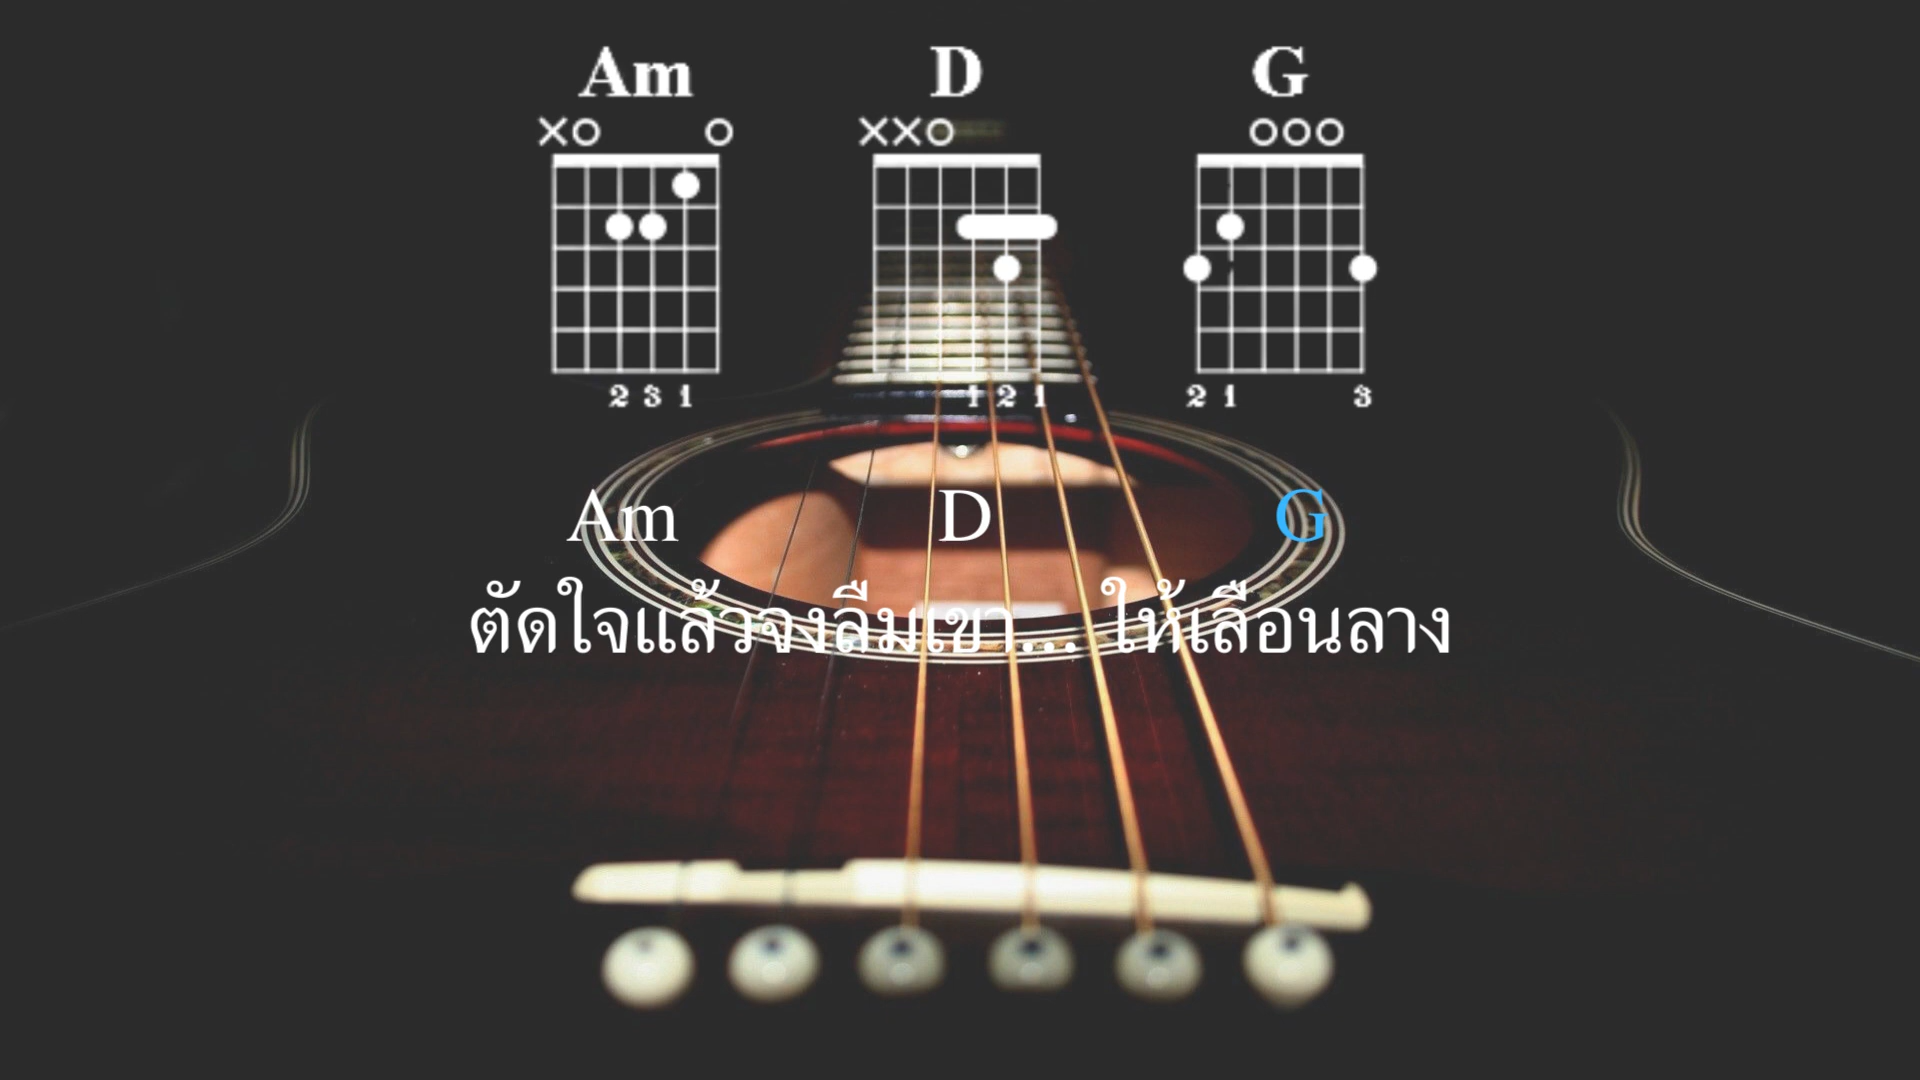 Am D G
×○ ○ ××○ ○○○
2 3 1 1 2 1 2 1 3
Am D G
ตัดใจแล้วจงลืมเขา... ให้เลือนลาง